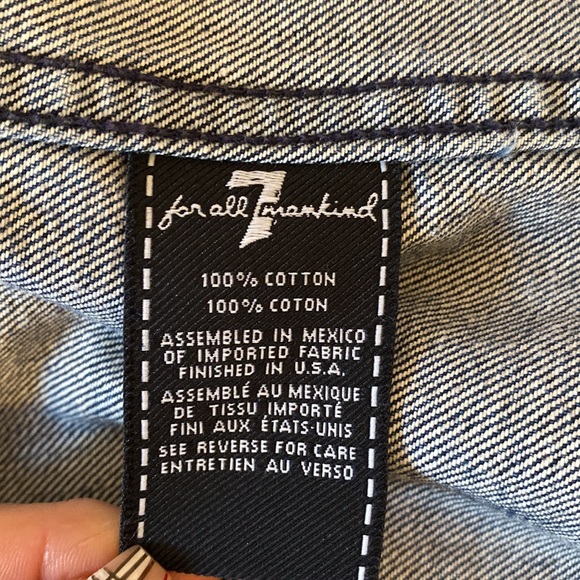 for all 7 mankind
100% COTTON
100% COTON
ASSEMBLED IN MEXICO
OF IMPORTED FABRIC
FINISHED IN U.S.A.
ASSEMBLÉ AU MEXIQUE
DE TISSU IMPORTÉ
FINI AUX ÉTATS-UNIS
SEE REVERSE FOR CARE
ENTRETIEN AU VERSO